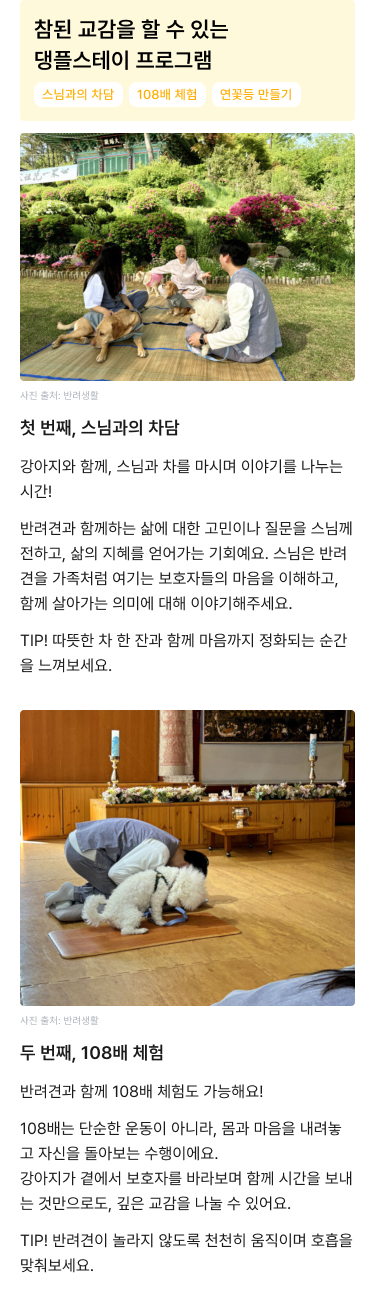 참된 교감을 할 수 있는
댕플스테이 프로그램
스님과의 차담 108배 체험 연꽃등 만들기
사진 출처: 반려생활
첫 번째, 스님과의 차담
강아지와 함께, 스님과 차를 마시며 이야기를 나누는
시간!
반려견과 함께하는 삶에 대한 고민이나 질문을 스님께
전하고, 삶의 지혜를 얻어가는 기회예요. 스님은 반려
견을 가족처럼 여기는 보호자들의 마음을 이해하고,
함께 살아가는 의미에 대해 이야기해주세요.
TIP! 따뜻한 차 한 잔과 함께 마음까지 정화되는 순간
을 느껴보세요.
사진 출처: 반려생활
두 번째, 108배 체험
반려견과 함께 108배 체험도 가능해요!
108배는 단순한 운동이 아니라, 몸과 마음을 내려놓
고 자신을 돌아보는 수행이에요.
강아지가 곁에서 보호자를 바라보며 함께 시간을 보내
는 것만으로도, 깊은 교감을 나눌 수 있어요.
TIP! 반려견이 놀라지 않도록 천천히 움직이며 호흡을
맞춰보세요.